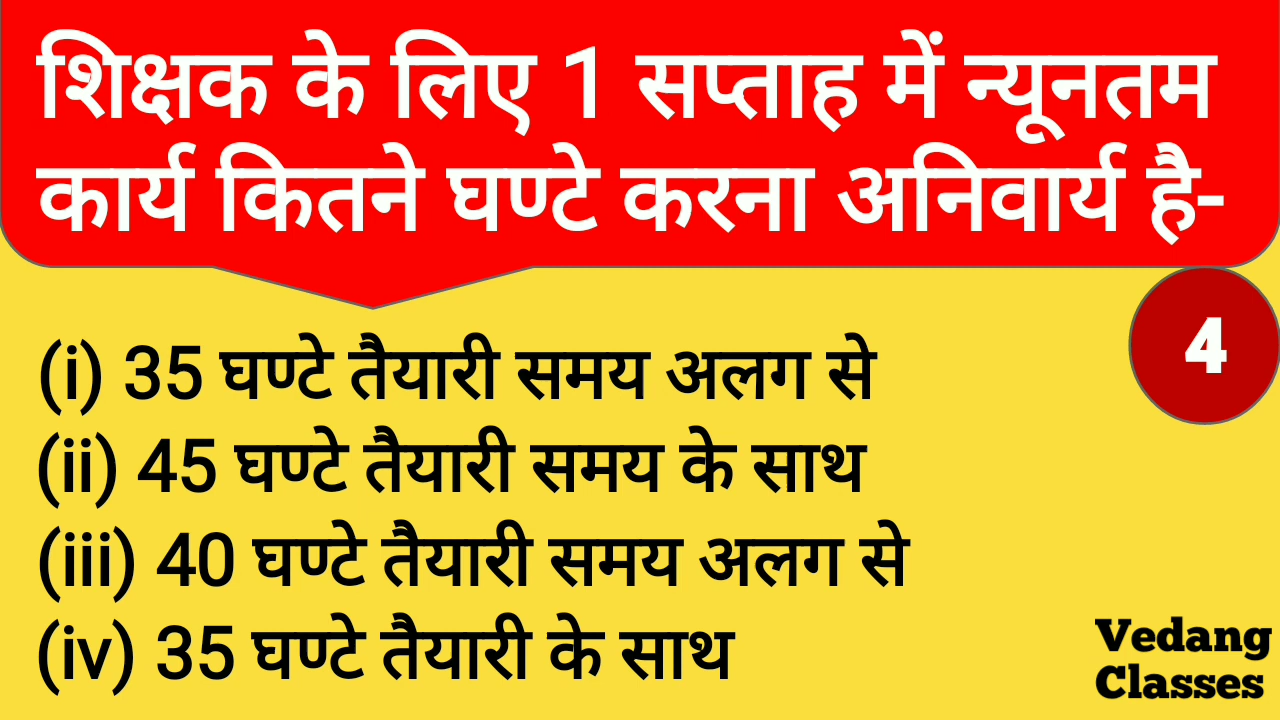 शिक्षक के लिए 1 सप्ताह में न्यूनतम
कार्य कितने घण्टे करना अनिवार्य है-
4
(i) 35 घण्टे तैयारी समय अलग से
(ii) 45 घण्टे तैयारी समय के साथ
(iii) 40 घण्टे तैयारी समय अलग से
(iv) 35 घण्टे तैयारी के साथ
Vedang
Classes